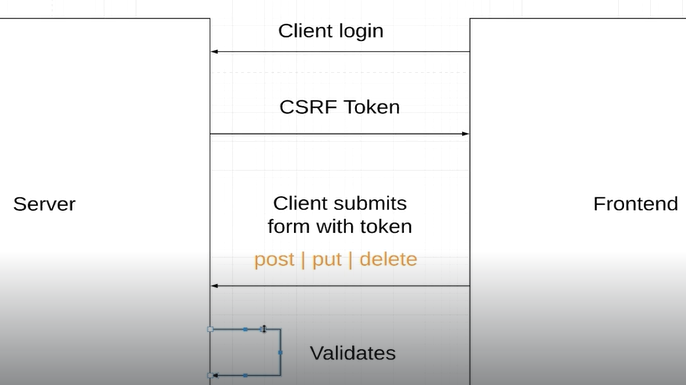 Client login
CSRF Token
Server
Client submits
form with token
Frontend
post | put | delete
Validates